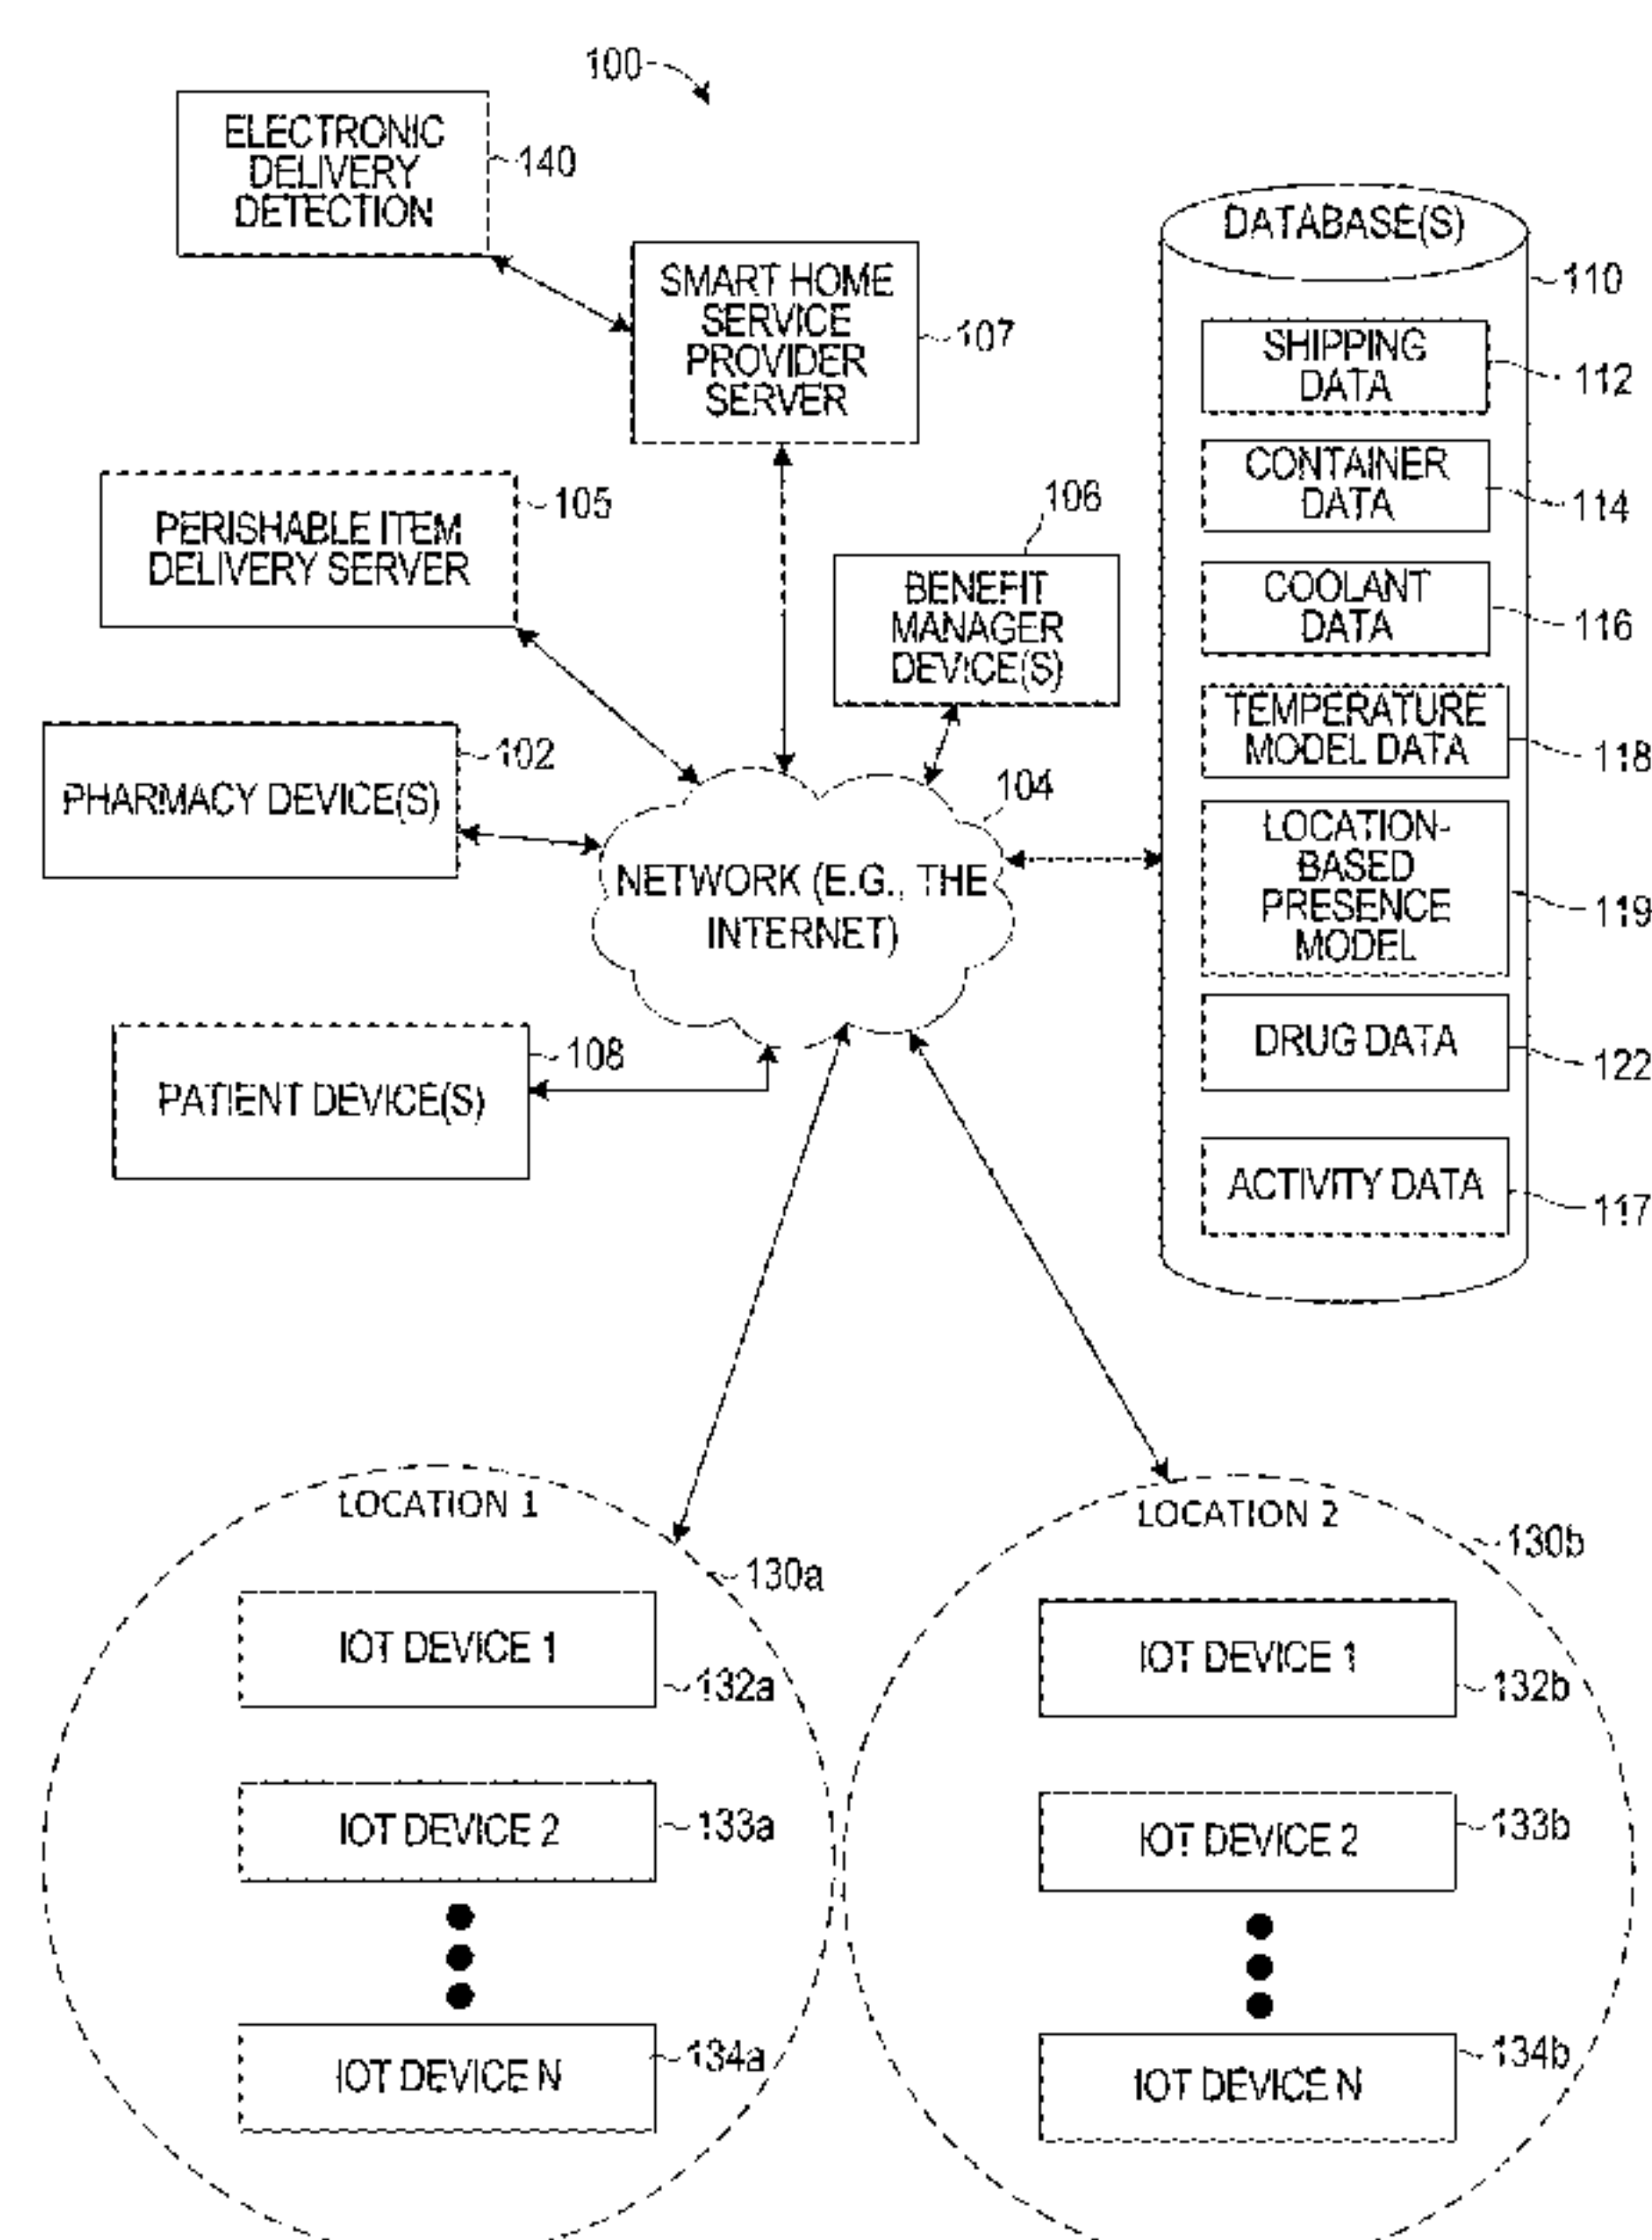 100
ELECTRONIC
DELIVERY
DETECTION
140
SMART HOME
SERVICE
PROVIDER
SERVER
107
PERISHABLE ITEM
DELIVERY SERVER
105
106
BENEFIT
MANAGER
DEVICE(S)
PHARMACY DEVICE(S)
102
104
NETWORK (E.G., THE
INTERNET)
PATIENT DEVICE(S)
108
DATABASE(S)
110
SHIPPING
DATA
112
CONTAINER
DATA
114
COOLANT
DATA
116
TEMPERATURE
MODEL DATA
118
LOCATION-
BASED
PRESENCE
MODEL
119
DRUG DATA
122
ACTIVITY DATA
117
LOCATION 1
130a
IOT DEVICE 1
132a
IOT DEVICE 2
133a
IOT DEVICE N
134a
LOCATION 2
130b
IOT DEVICE 1
132b
IOT DEVICE 2
133b
IOT DEVICE N
134b